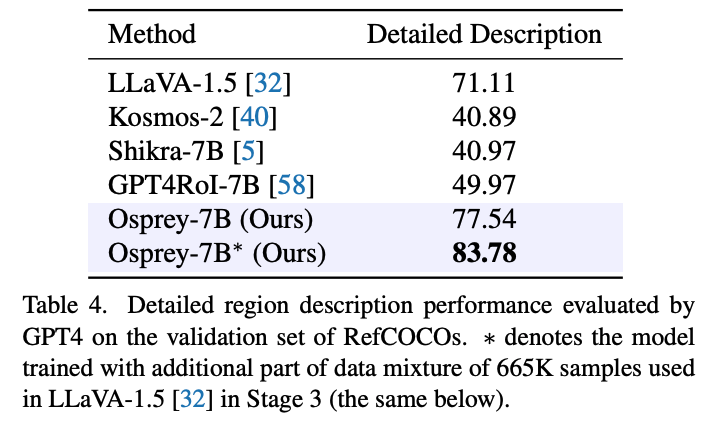 Method Detailed Description
LLaVA-1.5 [32] 71.11
Kosmos-2 [40] 40.89
Shikra-7B [5] 40.97
GPT4RoI-7B [58] 49.97
Osprey-7B (Ours) 77.54
Osprey-7B* (Ours) 83.78
Table 4. Detailed region description performance evaluated by
GPT4 on the validation set of RefCOCOs. ∗ denotes the model
trained with additional part of data mixture of 665K samples used
in LLaVA-1.5 [32] in Stage 3 (the same below).